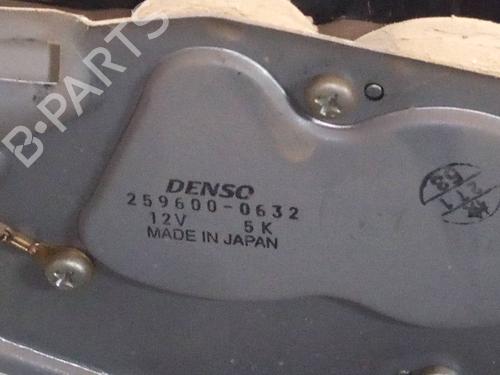 B-PARTS
DENSO
259600-0632
12V 5K
MADE IN JAPAN